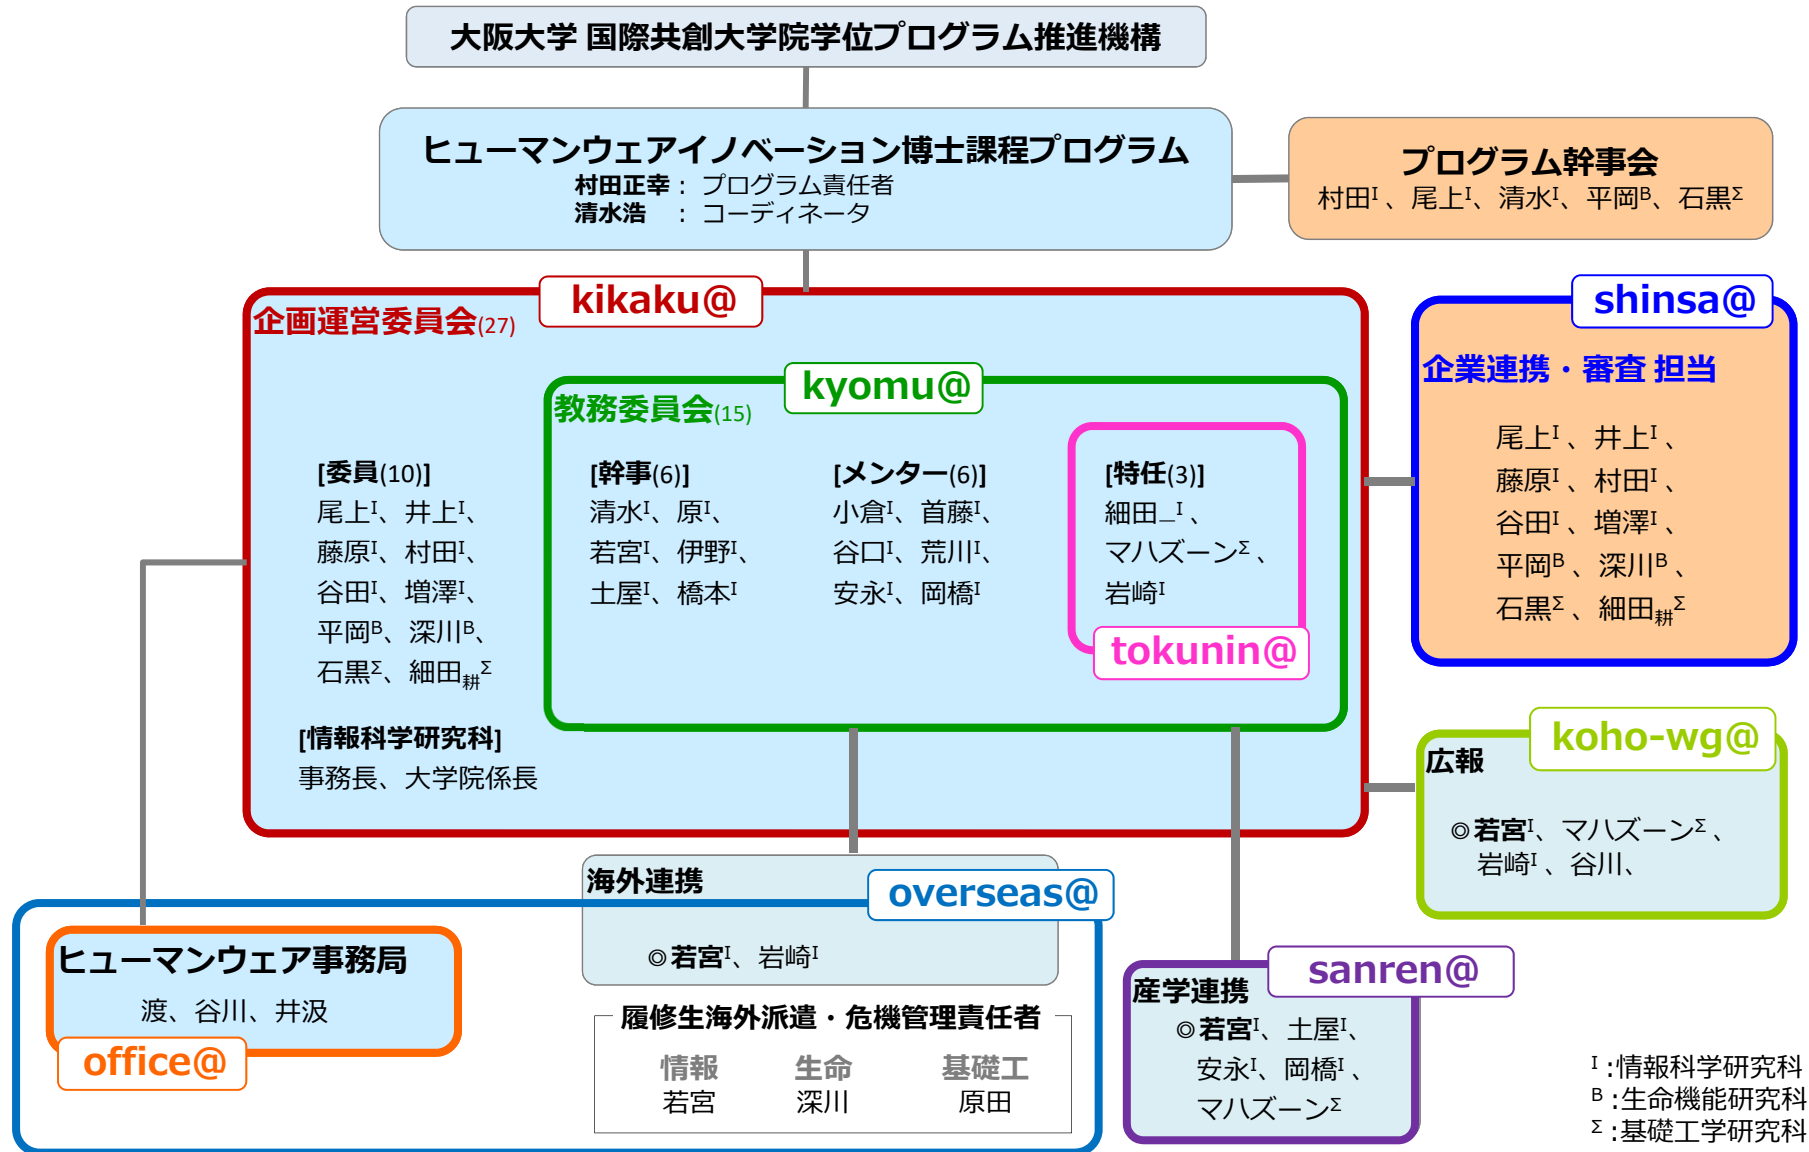 大阪大学 国際共創大学院学位プログラム推進機構
ヒューマンウェアイノベーション博士課程プログラム
村田正幸 : プログラム責任者
清水浩 : コーディネータ
プログラム幹事会
村田ᴵ 、尾上ᴵ、清水ᴵ、平岡ᴮ、石黒Σ
kikaku@
企画運営委員会(27)
kyomu@
教務委員会(15)
[委員(10)]
尾上ᴵ、井上ᴵ、
藤原ᴵ、村田ᴵ、
谷田ᴵ、増澤ᴵ、
平岡ᴮ、深川ᴮ、
石黒Σ、細田耕Σ
[情報科学研究科]
事務長、大学院係長
[幹事(6)]
清水ᴵ、原ᴵ、
若宮ᴵ、伊野ᴵ、
土屋ᴵ、橋本ᴵ
[メンター(6)]
小倉ᴵ、首藤ᴵ、
谷口ᴵ、荒川ᴵ、
安永ᴵ、岡橋ᴵ
[特任(3)]
細田_ᴵ 、
マハズーンΣ 、
岩崎ᴵ
tokunin@
shinsa@
企業連携・審査 担当
尾上ᴵ 、井上ᴵ 、
藤原ᴵ 、村田ᴵ 、
谷田ᴵ 、増澤ᴵ 、
平岡ᴮ 、深川ᴮ 、
石黒Σ 、細田耕Σ
koho-wg@
広報
◎若宮ᴵ、マハズーンΣ 、
岩崎ᴵ 、谷川、
海外連携
overseas@
◎若宮ᴵ、岩崎ᴵ
履修生海外派遣・危機管理責任者
情報 生命 基礎工
若宮 深川 原田
ヒューマンウェア事務局
渡、谷川、井汲
office@
sanren@
産学連携
◎若宮ᴵ、土屋ᴵ、
安永ᴵ、岡橋ᴵ 、
マハズーンΣ
ᴵ :情報科学研究科
ᴮ :生命機能研究科
Σ :基礎工学研究科